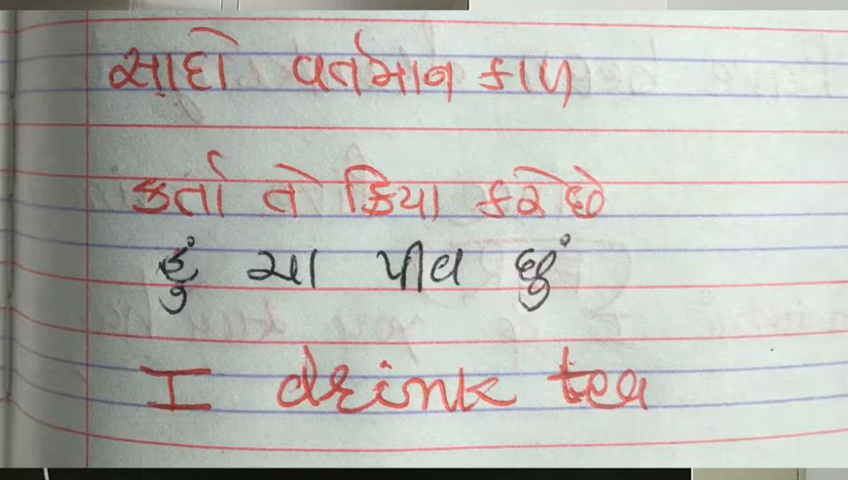 સાદો વર્તમાન કાળ
કર્તા તે ક્રિયા કરે છે
હું ચા પીવ છું
I drink tea